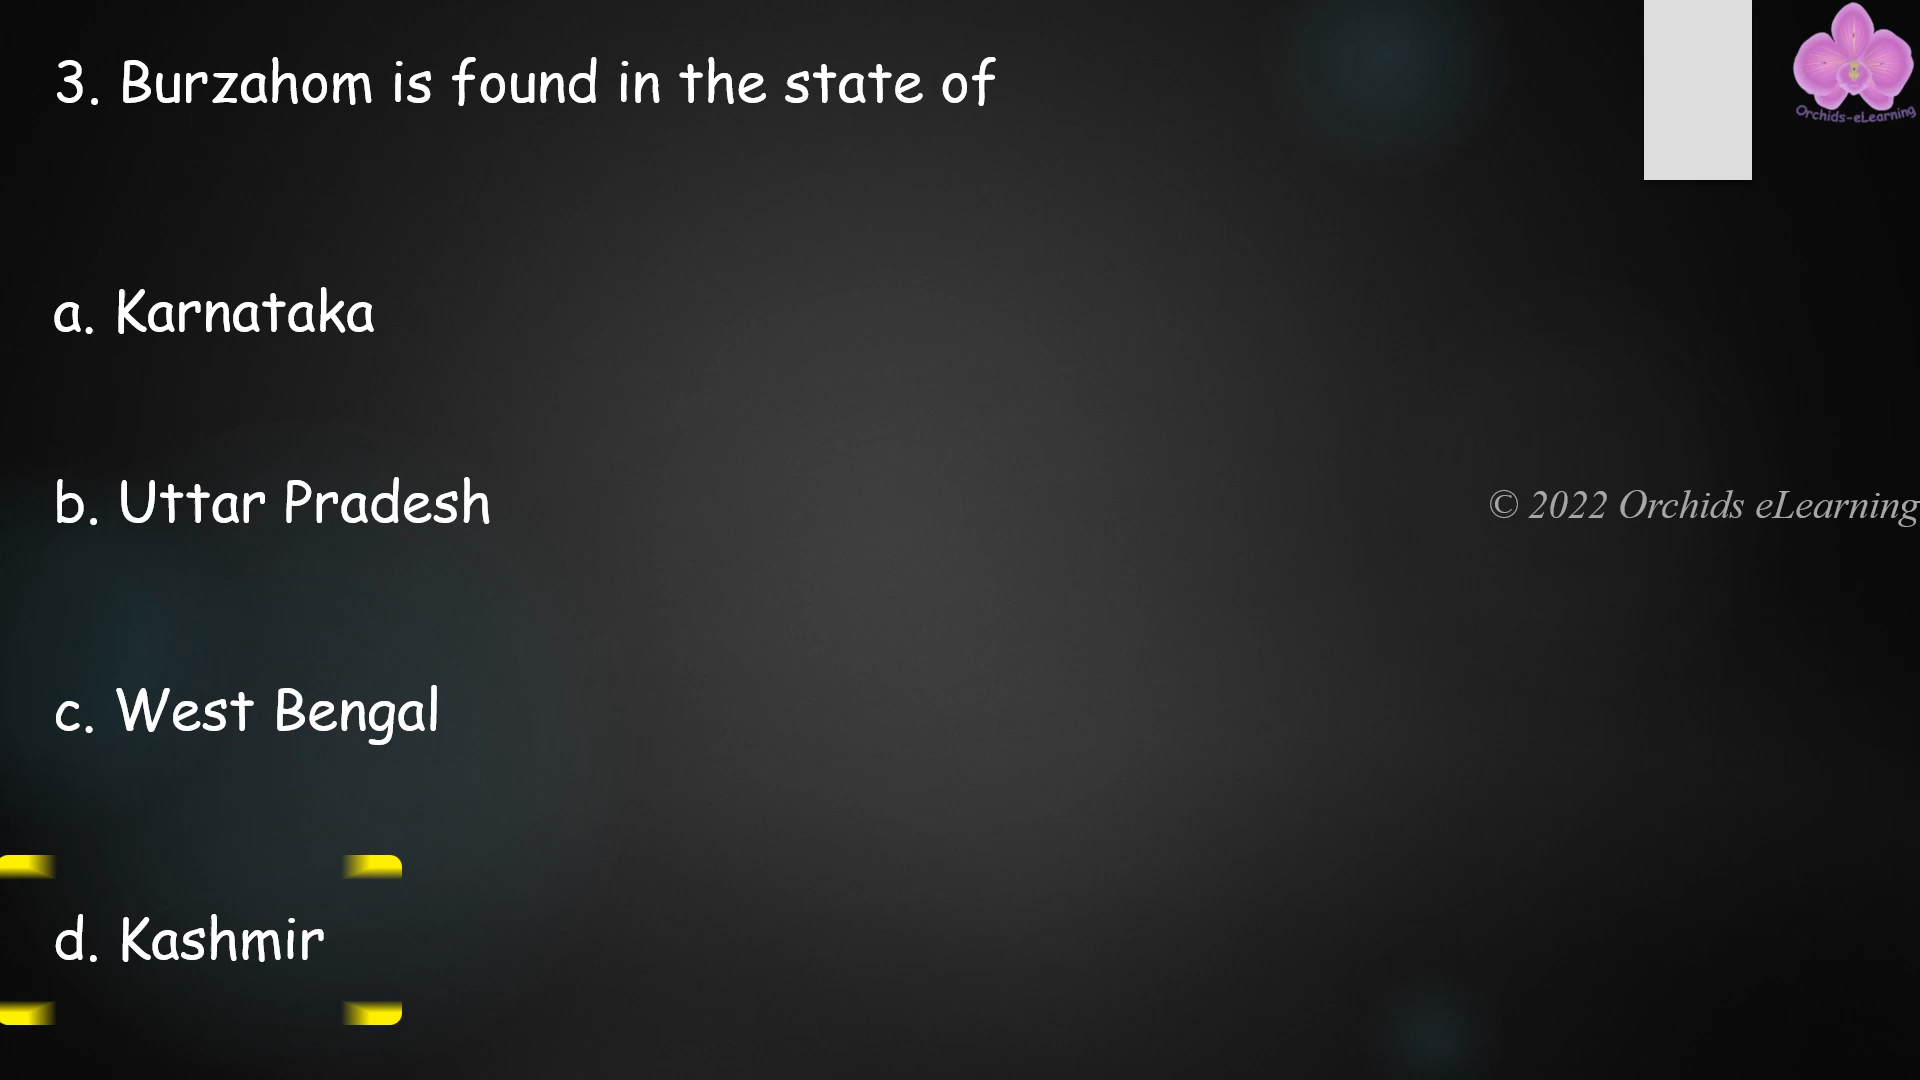 3. Burzahom is found in the state of
Orchids-eLearning
a. Karnataka
b. Uttar Pradesh
© 2022 Orchids eLearning
c. West Bengal
d. Kashmir